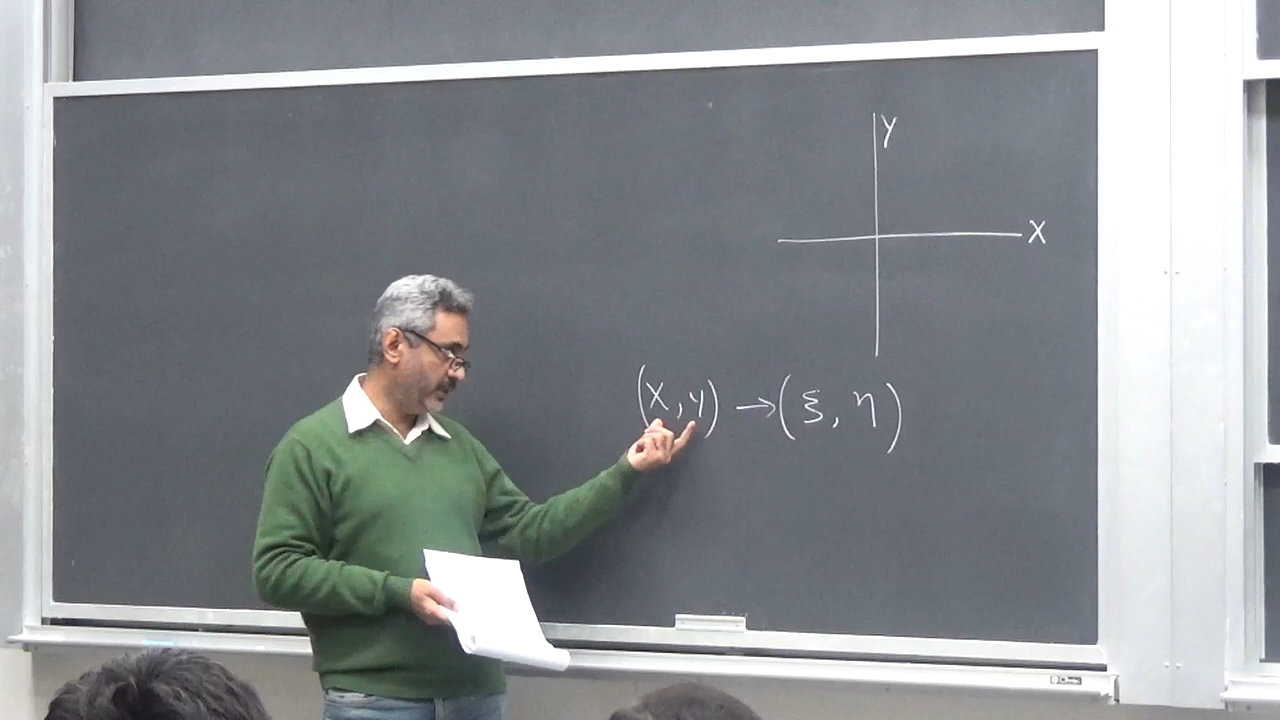 y
x
(x, y) → (ξ, η)